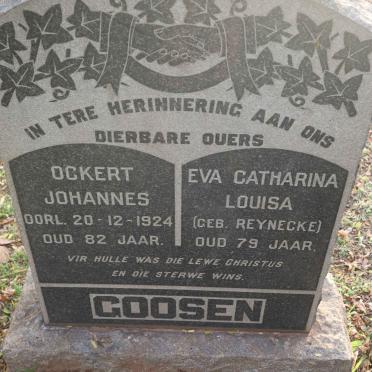 IN TERE HERINNERING AAN ONS
DIERBARE OUERS
OCKERT
JOHANNES
OORL. 20-12-1924
OUD 82 JAAR.
EVA CATHARINA
LOUISA
(GEB. REYNECKE)
OUD 79 JAAR.
VIR HULLE WAS DIE LEWE CHRISTUS
EN DIE STERWE WINS.
GOOSEN